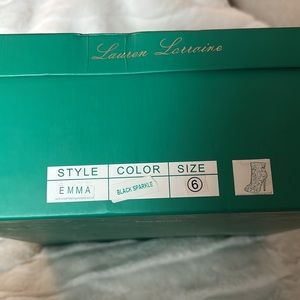 Lauren Lorraine
STYLE COLOR SIZE
EMMA BLACK SPARKLE 6